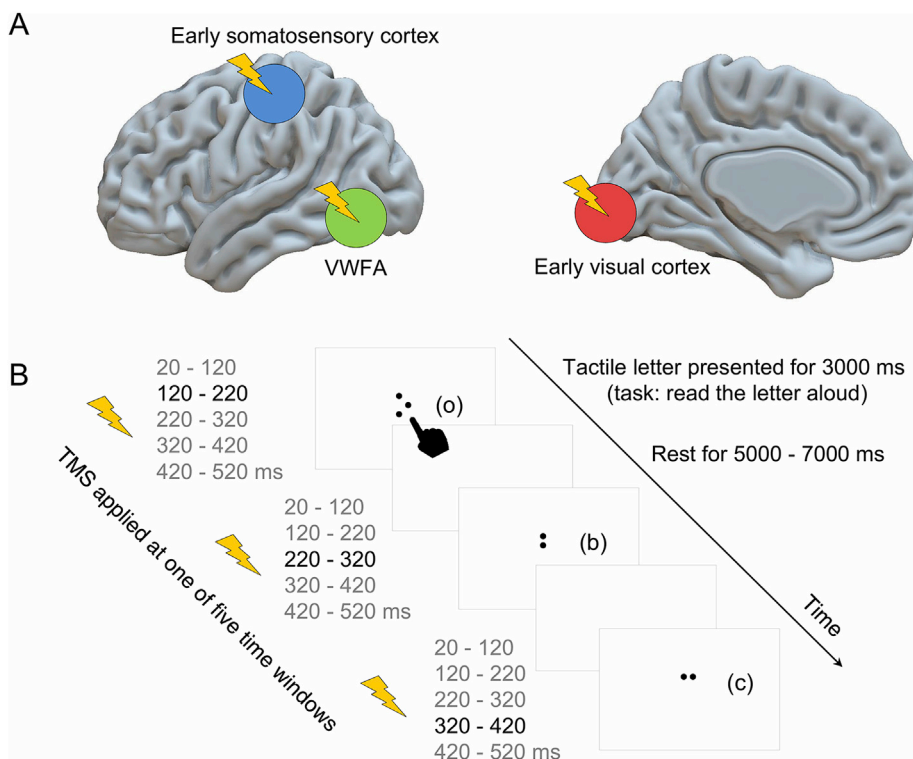 A
Early somatosensory cortex
VWFA
Early visual cortex
B
20 - 120
120 - 220
220 - 320
320 - 420
420 - 520 ms
(o)
Tactile letter presented for 3000 ms
(task: read the letter aloud)
Rest for 5000 - 7000 ms
TMS applied at one of five time windows
20 - 120
120 - 220
220 - 320
320 - 420
420 - 520 ms
(b)
Time
20 - 120
120 - 220
220 - 320
320 - 420
420 - 520 ms
(c)